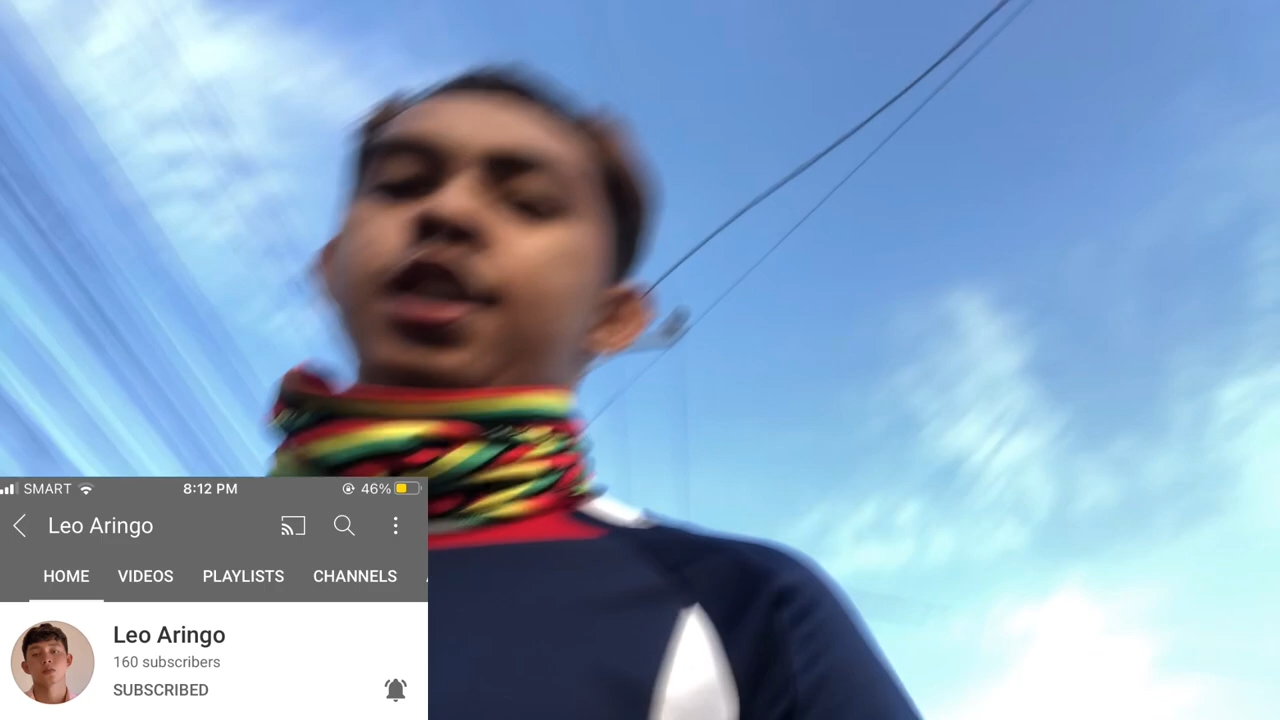 SMART 8:12 PM 46%
Leo Aringo
HOME VIDEOS PLAYLISTS CHANNELS
Leo Aringo
160 subscribers
SUBSCRIBED